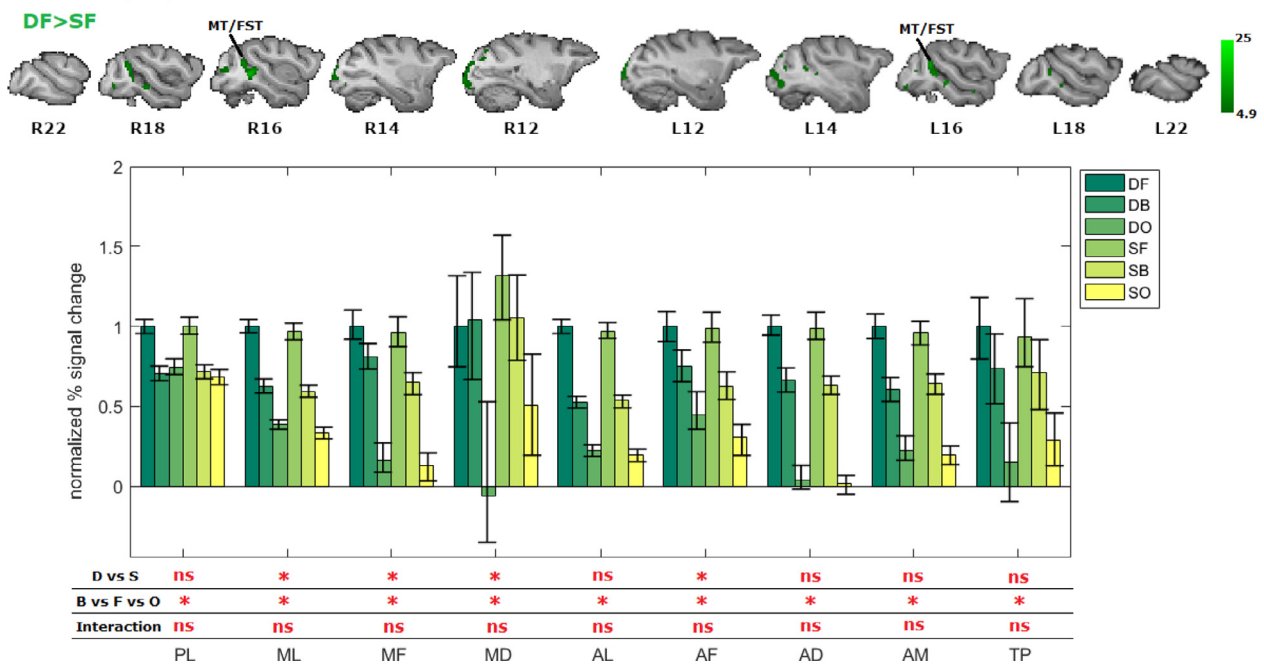 DF>SF
MT/FST
MT/FST
25
4.9
R22 R18 R16 R14 R12 L12 L14 L16 L18 L22
2
1.5
1
0.5
0
normalized % signal change
DF
DB
DO
SF
SB
SO
D vs S ns * * * ns * ns ns ns
B vs F vs O * * * * * * * * *
Interaction ns ns ns ns ns ns ns ns ns
PL ML MF MD AL AF AD AM TP